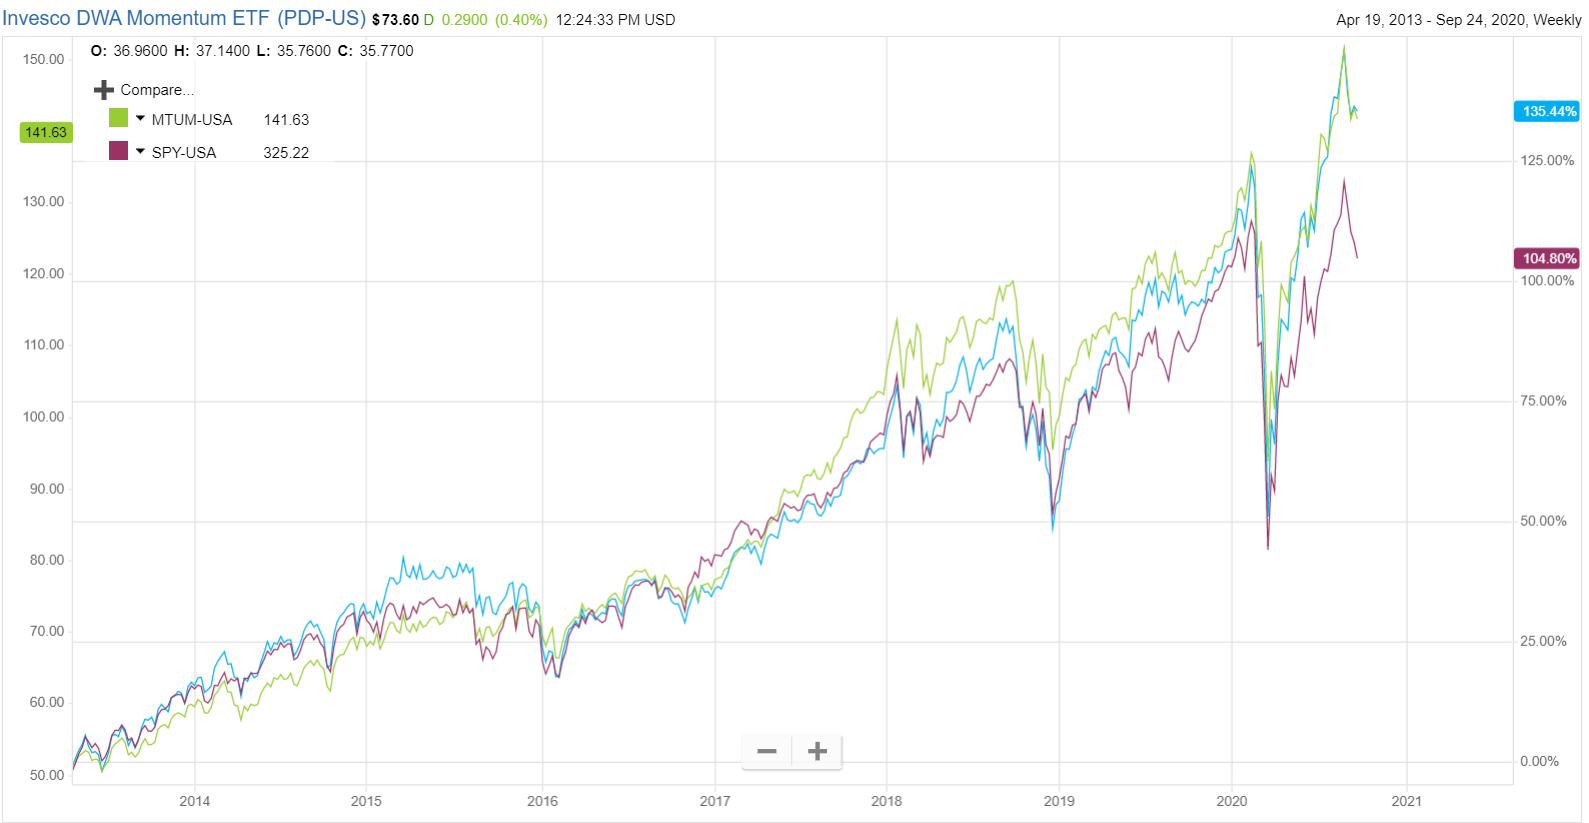 Invesco DWA Momentum ETF (PDP-US) $73.60 D 0.2900 (0.40%) 12:24:33 PM USD
Apr 19, 2013 - Sep 24, 2020, Weekly
O: 36.9600 H: 37.1400 L: 35.7600 C: 35.7700
Compare...
MTUM-USA 141.63
SPY-USA 325.22
150.00
141.63
130.00
120.00
110.00
100.00
90.00
80.00
70.00
60.00
50.00
135.44%
125.00%
104.80%
100.00%
75.00%
50.00%
25.00%
0.00%
2014 2015 2016 2017 2018 2019 2020 2021